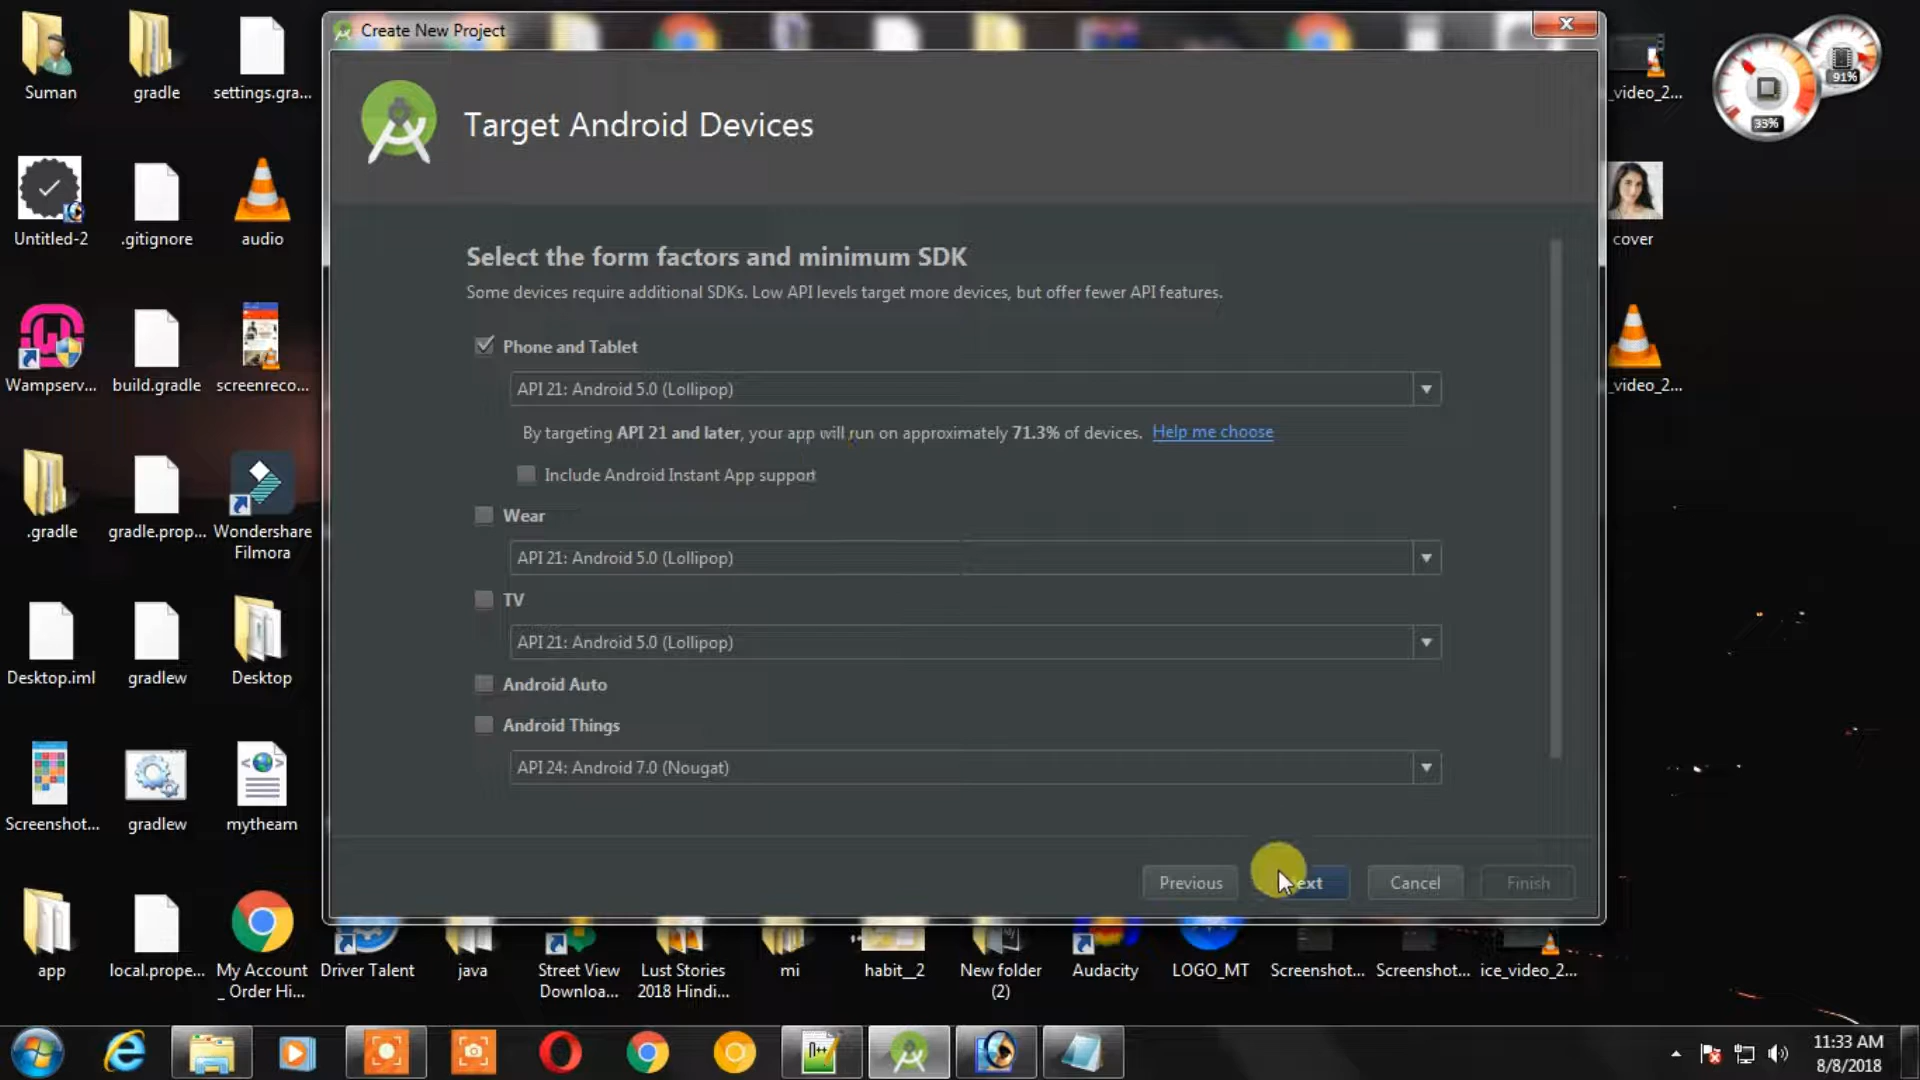 Create New Project
Target Android Devices
Select the form factors and minimum SDK
Some devices require additional SDKs. Low API levels target more devices, but offer fewer API features.
Phone and Tablet
API 21: Android 5.0 (Lollipop)
By targeting API 21 and later, your app will run on approximately 71.3% of devices. Help me choose
Include Android Instant App support
Wear
API 21: Android 5.0 (Lollipop)
TV
API 21: Android 5.0 (Lollipop)
Android Auto
Android Things
API 24: Android 7.0 (Nougat)
Previous
Cancel
Finish
Suman
gradle
settings.gra...
Untitled-2
.gitignore
audio
Wampserv...
build.gradle
screenreco...
.gradle
gradle.prop...
Wondershare
Filmora
Desktop.iml
gradlew
Desktop
Screenshot...
gradlew
mytheam
app
local.prope...
My Account
_ Order Hi...
Driver Talent
java
Street View
Downloa...
Lust Stories
2018 Hindi...
mi
habit__2
New folder
(2)
Audacity
LOGO_MT
Screenshot...
Screenshot...
ice_video_2...
_video_2...
cover
_video_2...
91%
33%
11:33 AM
8/8/2018